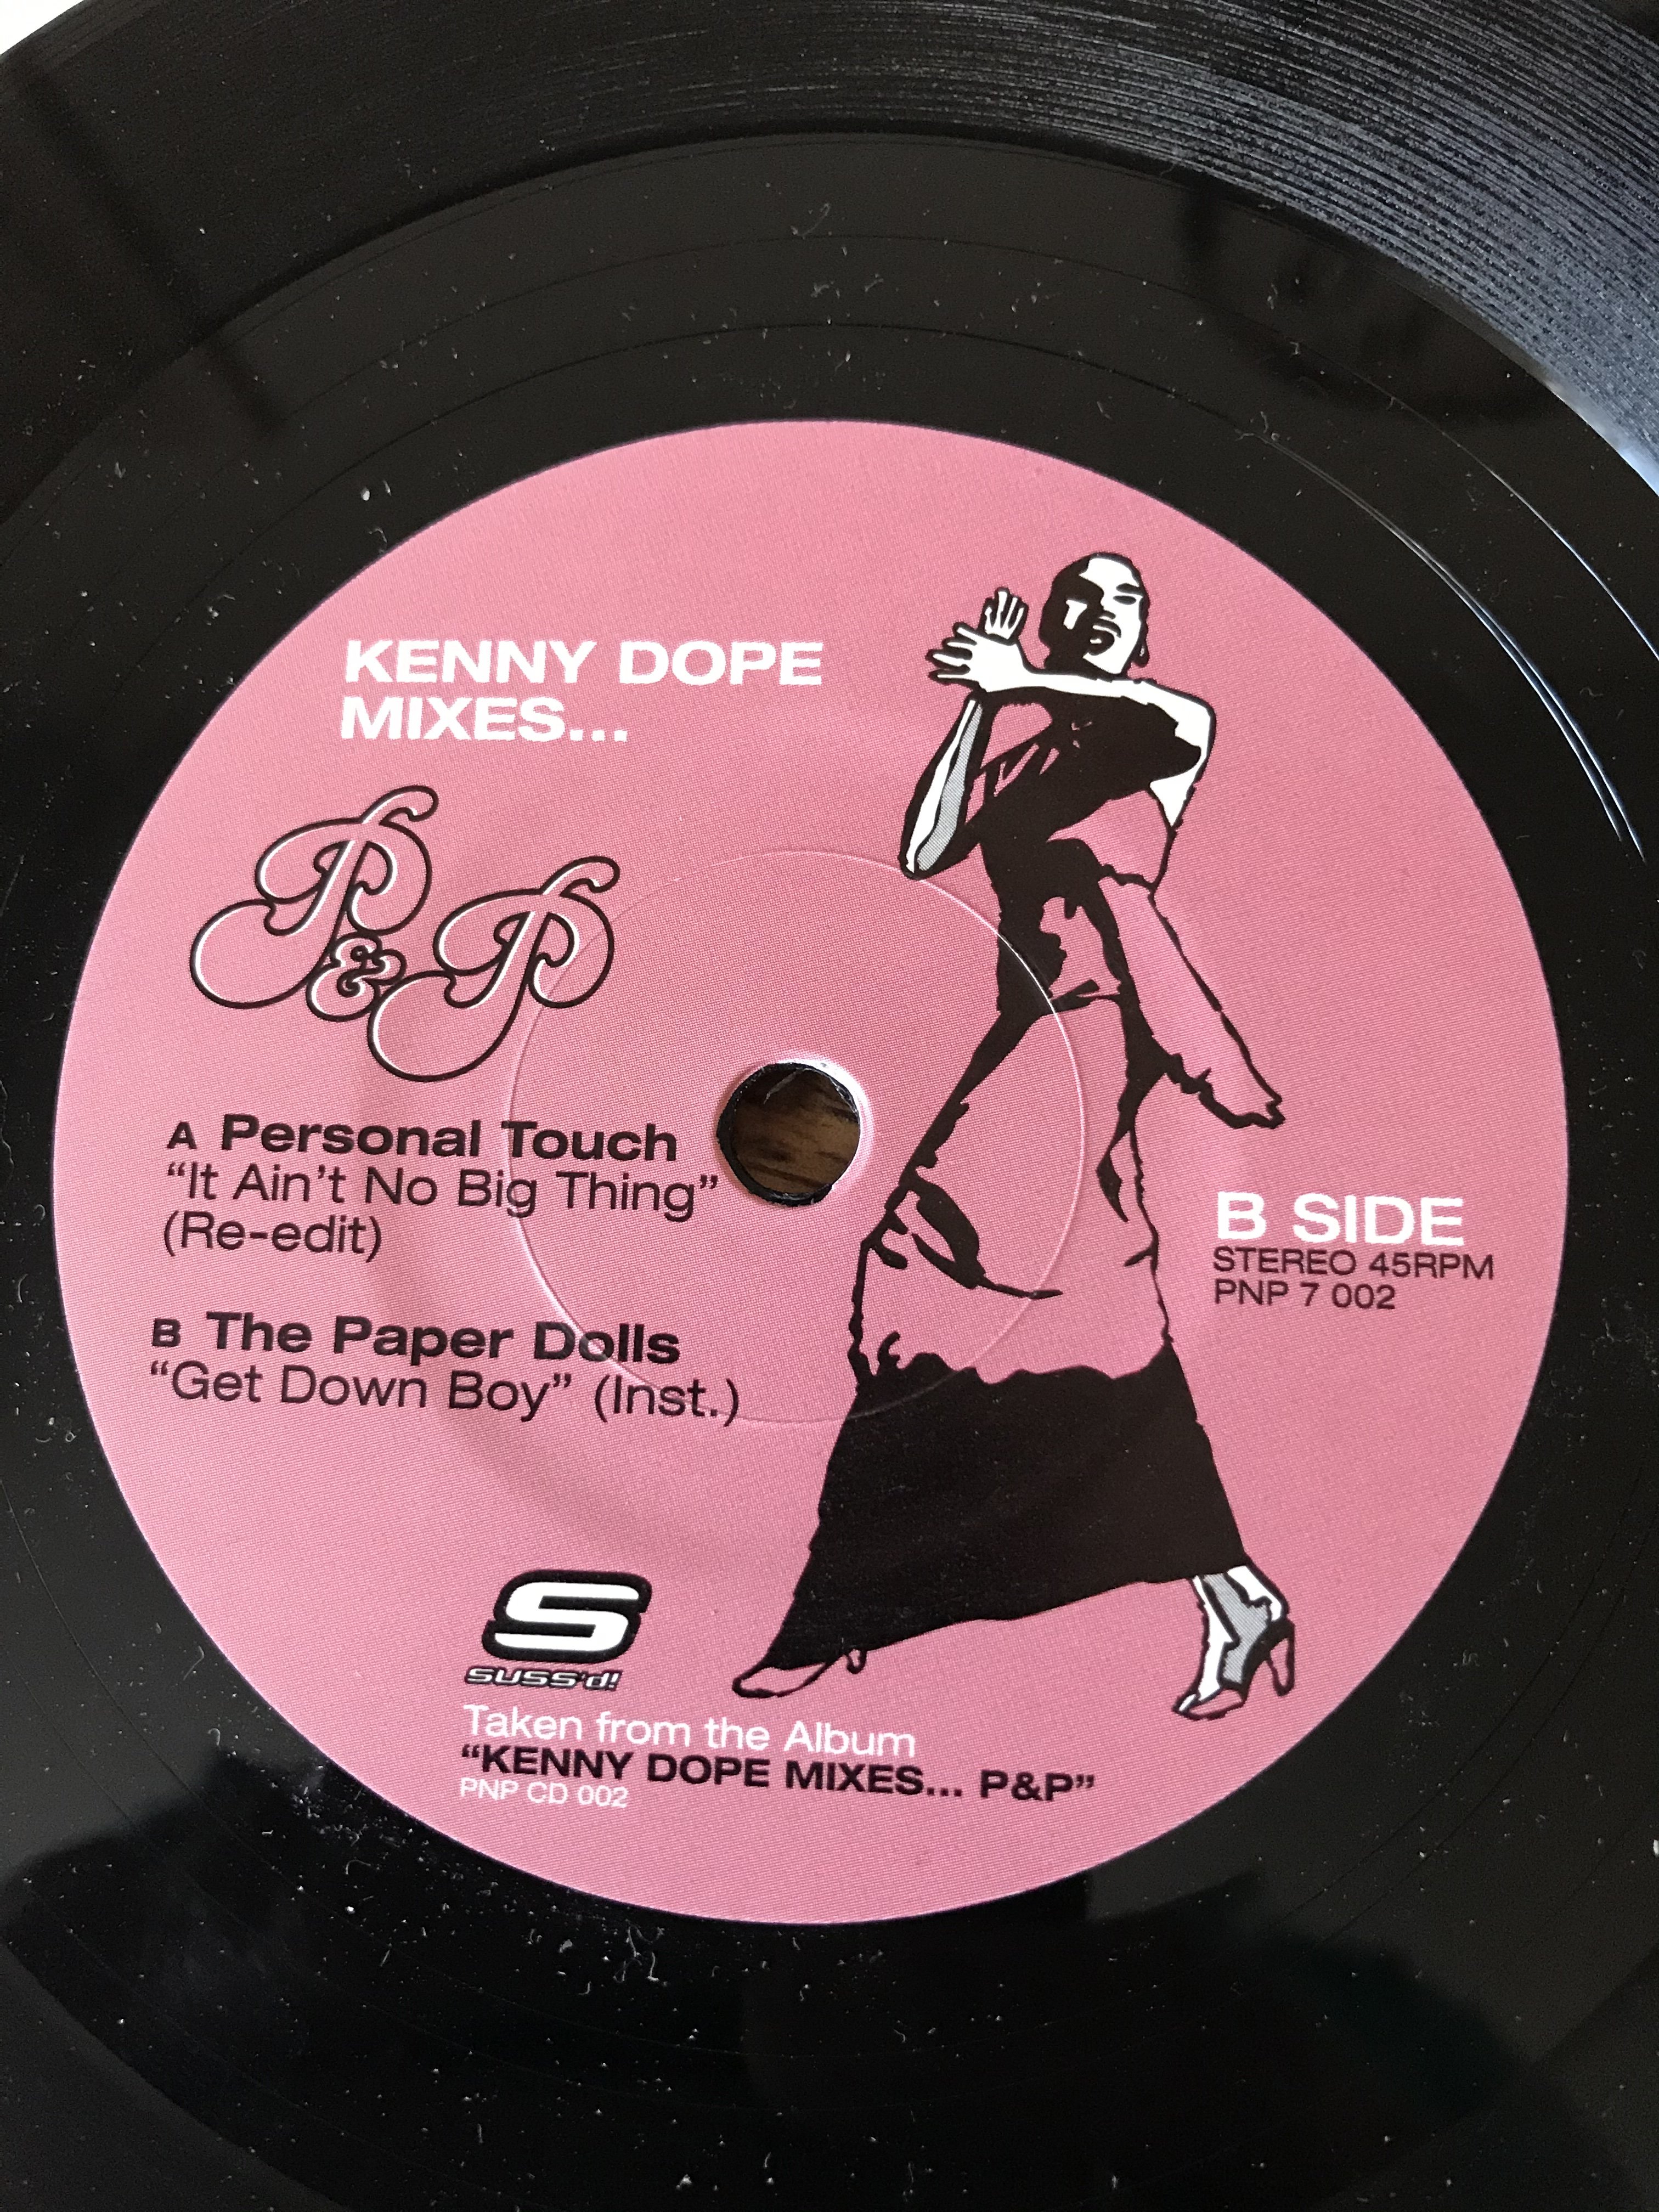 KENNY DOPE
MIXES...
P&P
A Personal Touch
“It Ain’t No Big Thing”
(Re-edit)
B The Paper Dolls
“Get Down Boy” (Inst.)
B SIDE
STEREO 45RPM
PNP 7 002
S
SUSS'd!
Taken from the Album
“KENNY DOPE MIXES... P&P”
PNP CD 002